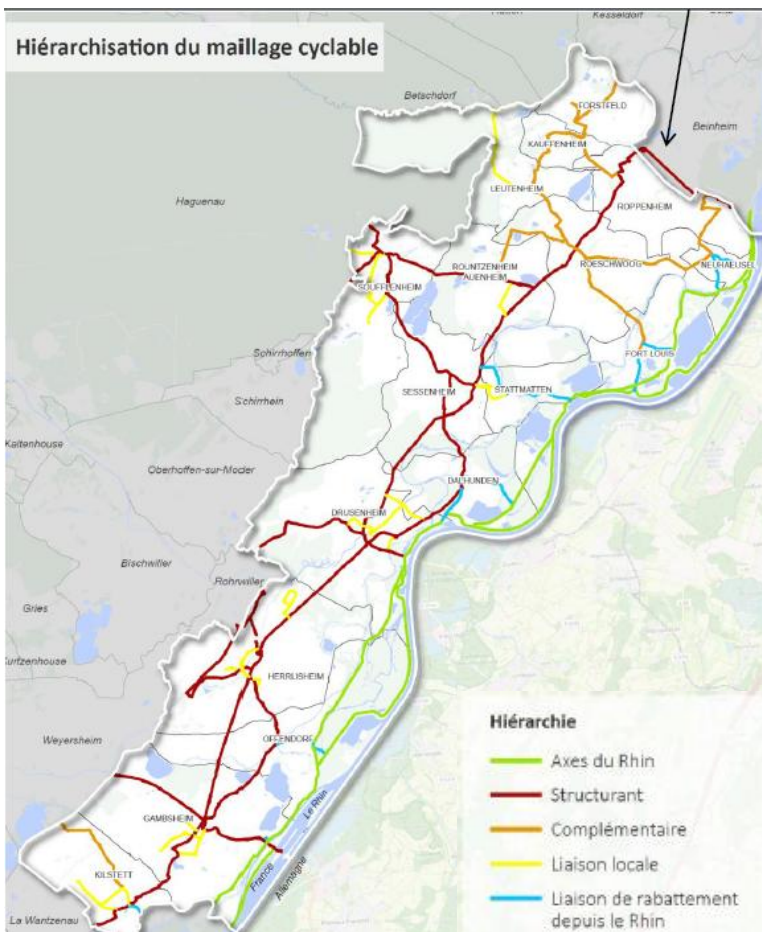 Kesseldorf
Hiérarchisation du maillage cyclable
Betschdorf
FORSTFELD
Beinheim
KAUFFENHEIM
LEUTENHEIM
Haguenau
ROPPENHEIM
ROUNTZENHEIM
AUENHEIM
ROESCHWOOG
NEUHAEUSEL
SOUFFLENHEIM
Schirrhoffen
FORT-LOUIS
SESSENHEIM
STATTMATTEN
Schirrhein
Kaltenhouse
Oberhoffen-sur-Moder
DALHUNDEN
DRUSENHEIM
Bischwiller
Rohrwiller
Gries
Kurtzenhouse
HERRLISHEIM
Weyersheim
OFFENDORF
GAMBSHEIM
Le Rhin
France
Allemagne
KILSTETT
La Wantzenau
Hiérarchie
Axes du Rhin
Structurant
Complémentaire
Liaison locale
Liaison de rabattement
depuis le Rhin